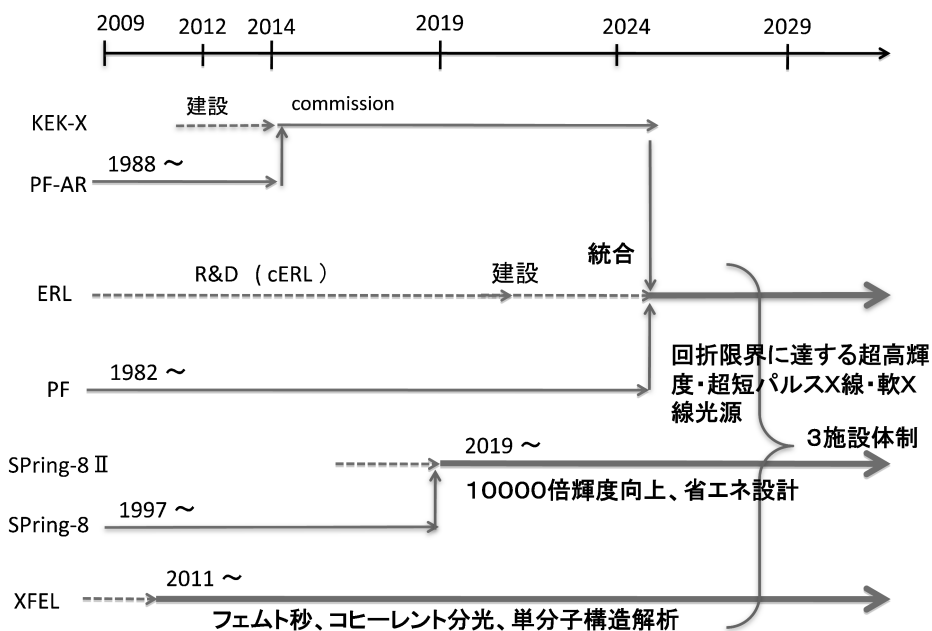 2009 2012 2014 2019 2024 2029
KEK-X 建設 commission
PF-AR 1988 ～
統合
ERL R&D ( cERL ) 建設
回折限界に達する超高輝
度・超短パルスX線・軟X
線光源
PF 1982 ～
3施設体制
SPring-8 Ⅱ 2019 ～
１００００倍輝度向上、省エネ設計
SPring-8 1997 ～
XFEL 2011 ～
フェムト秒、コヒーレント分光、単分子構造解析